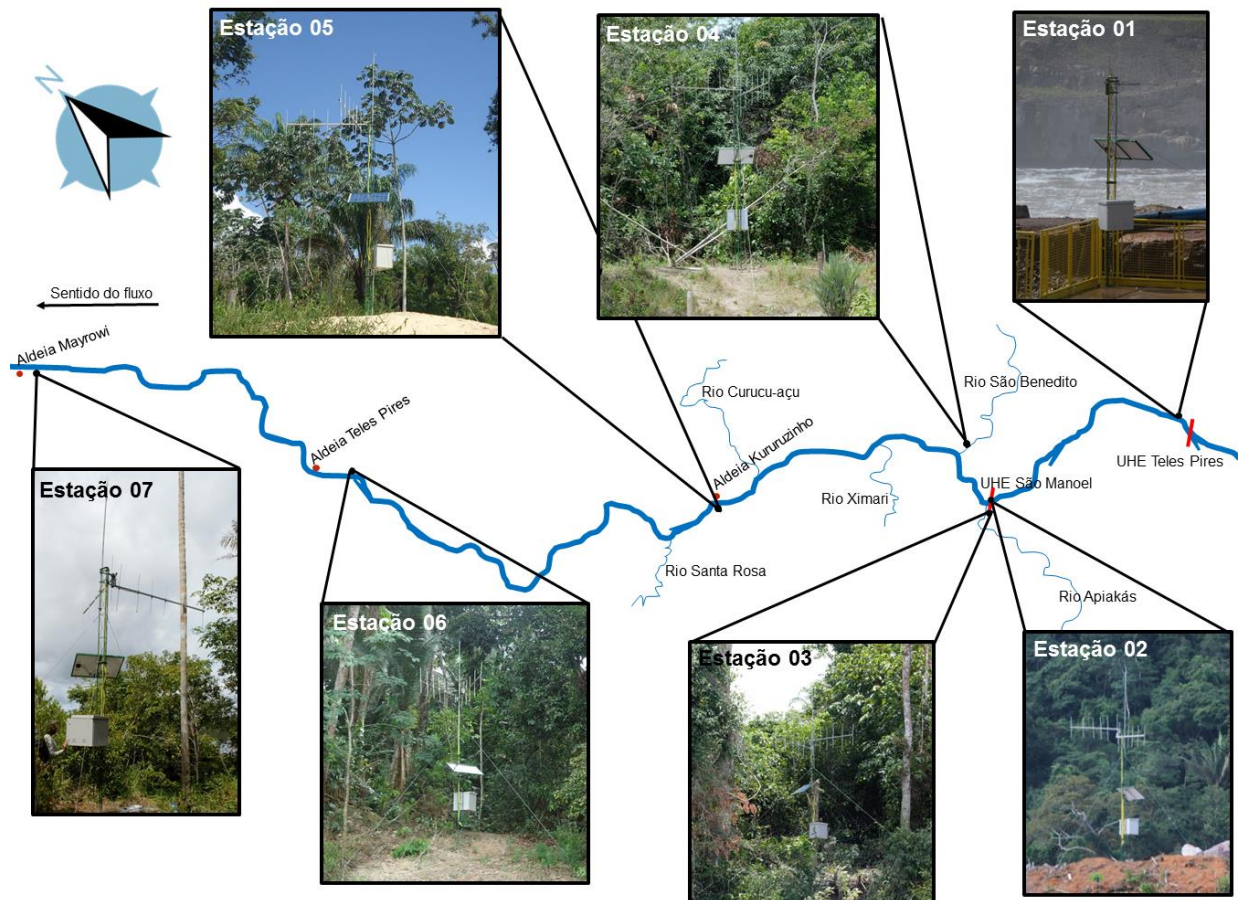 Estação 05
Estação 04
Estação 01
N
Sentido do fluxo
Aldeia Mayrowi
Rio Curucu-açu
Rio São Benedito
Aldeia Teles Pires
Aldeia Kururuzinho
UHE Teles Pires
UHE São Manoel
Rio Ximari
Estação 07
Rio Santa Rosa
Rio Apiakás
Estação 06
Estação 03
Estação 02